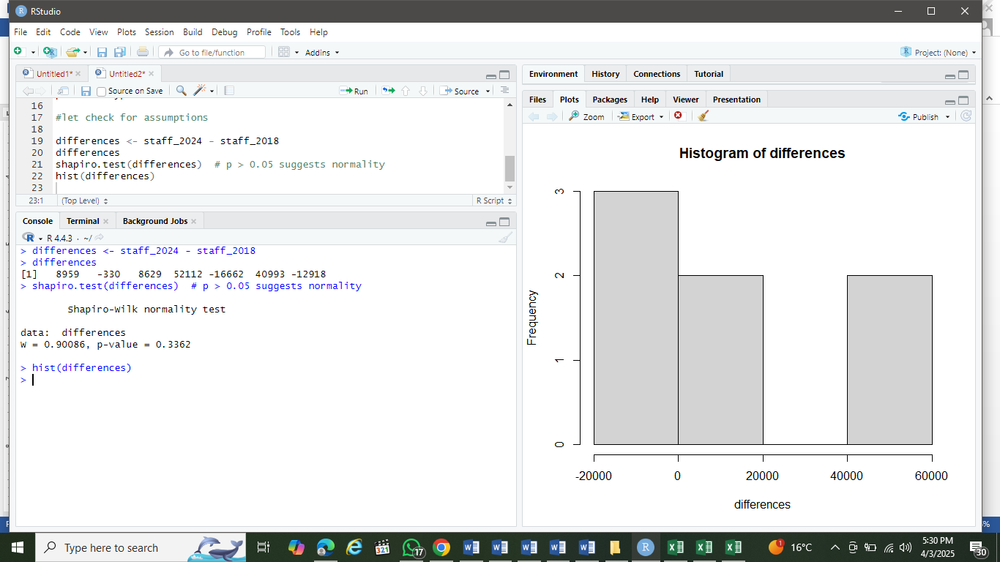 RStudio
File Edit Code View Plots Session Build Debug Profile Tools Help
Go to file/function
Addins
Project: (None)
Untitled1*
Untitled2*
Source on Save
Run
Source
16
17 #let check for assumptions
18
19 differences <- staff_2024 - staff_2018
20 differences
21 shapiro.test(differences)  # p > 0.05 suggests normality
22 hist(differences)
23
23:1
(Top Level)
R Script
Console
Terminal
Background Jobs
R 4.4.3 · ~/
> differences <- staff_2024 - staff_2018
> differences
[1]   8959   -330   8629  52112 -16662  40993 -12918
> shapiro.test(differences)  # p > 0.05 suggests normality
Shapiro-Wilk normality test
data:  differences
W = 0.90086, p-value = 0.3362
> hist(differences)
>
Environment History Connections Tutorial
Files Plots Packages Help Viewer Presentation
Zoom
Export
Publish
Histogram of differences
Frequency
3
2
1
0
-20000 0 20000 40000 60000
differences
Type here to search
321
17
1
16°C
5:30 PM
4/3/2025
30